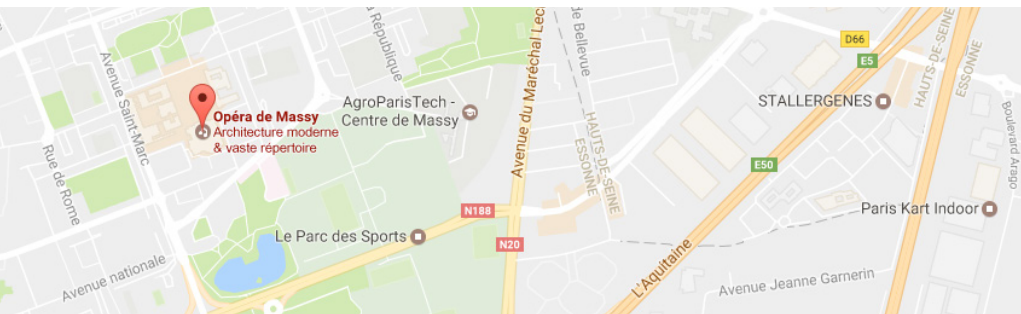 Avenue Saint-Marc
la République
Avenue du Maréchal Lec
de Bellevue
D66
E5
HAUTS-DE-SEINE
ESSONNE
Opéra de Massy
Architecture moderne
& vaste répertoire
AgroParisTech -
Centre de Massy
STALLERGENES
Boulevard Arago
Rue de Rome
HAUTS-DE-SEINE
ESSONNE
E50
N188
Paris Kart Indoor
Le Parc des Sports
N20
Avenue nationale
L'Aquitaine
Avenue Jeanne Garnerin